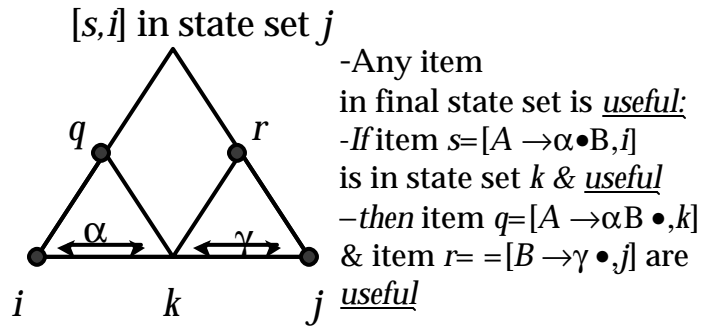 [s,i] in state set j
q
r
α
γ
i
k
j
-Any item
in final state set is useful:
-If item s=[A →α•B,i]
is in state set k & useful
–then item q=[A →αB •,k]
& item r= =[B →γ •,j] are
useful